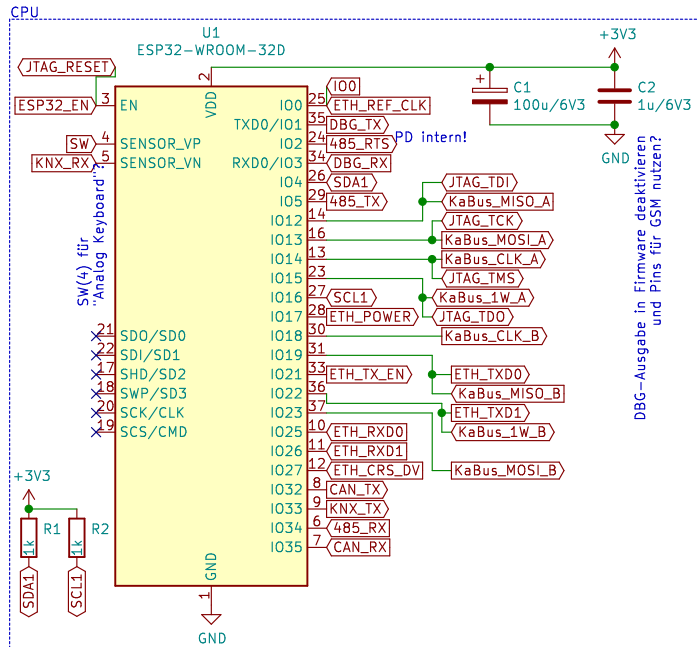 CPU
U1
ESP32-WROOM-32D
+3V3
JTAG_RESET
2
VDD
ESP32_EN 3 EN
IO0 25 IO0
ETH_REF_CLK
C1
100u/6V3
C2
1u/6V3
GND
TXD0/IO1 35 DBG_TX
SW 4 SENSOR_VP
IO2 24 485_RTS
PD intern!
KNX_RX 5 SENSOR_VN
RXD0/IO3 34 DBG_RX
IO4 26 SDA1
IO5 29 485_TX
JTAG_TDI
KaBus_MISO_A
IO12 14
JTAG_TCK
IO13 16 KaBus_MOSI_A
IO14 13 KaBus_CLK_A
IO15 23 JTAG_TMS
IO16 27 SCL1
KaBus_1W_A
IO17 28 ETH_POWER
JTAG_TDO
IO18 30 KaBus_CLK_B
SW(4) für
"Analog Keyboard"?
DBG-Ausgabe in Firmware deaktivieren
und Pins für GSM nutzen?
21 SDO/SD0
22 SDI/SD1
17 SHD/SD2
18 SWP/SD3
20 SCK/CLK
19 SCS/CMD
IO19 31
IO21 33 ETH_TX_EN
ETH_TXD0
IO22 36
KaBus_MISO_B
IO23 37
ETH_TXD1
IO25 10 ETH_RXD0
KaBus_1W_B
IO26 11 ETH_RXD1
IO27 12 ETH_CRS_DV
KaBus_MOSI_B
IO32 8 CAN_TX
IO33 9 KNX_TX
IO34 6 485_RX
IO35 7 CAN_RX
+3V3
R1
1k
R2
1k
SDA1
SCL1
GND
1
GND